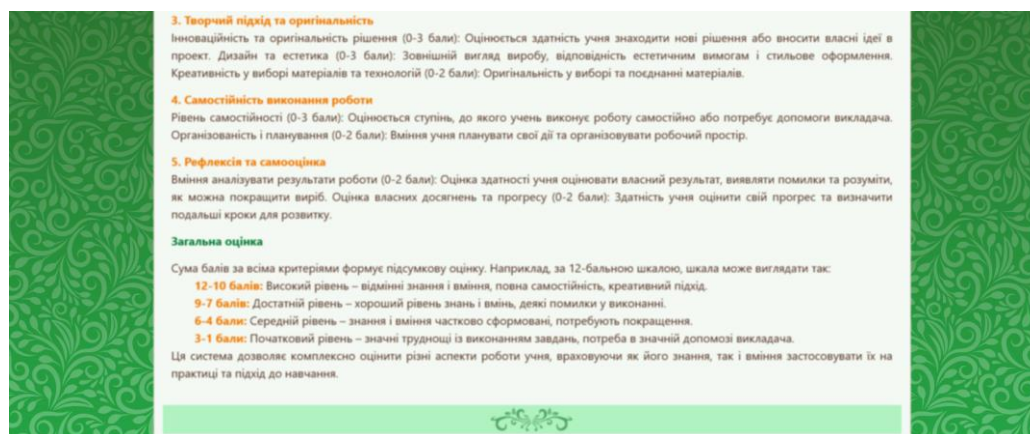 3. Творчий підхід та оригінальність
Інноваційність та оригінальність рішення (0-3 бали): Оцінюється здатність учня знаходити нові рішення або вносити власні ідеї в
проект. Дизайн та естетика (0-3 бали): Зовнішній вигляд виробу, відповідність естетичним вимогам і стильове оформлення.
Креативність у виборі матеріалів та технологій (0-2 бали): Оригінальність у виборі та поєднанні матеріалів.
4. Самостійність виконання роботи
Рівень самостійності (0-3 бали): Оцінюється ступінь, до якого учень виконує роботу самостійно або потребує допомоги викладача.
Організованість і планування (0-2 бали): Вміння учня планувати свої дії та організовувати робочий простір.
5. Рефлексія та самооцінка
Вміння аналізувати результати роботи (0-2 бали): Оцінка здатності учня оцінювати власний результат, виявляти помилки та розуміти,
як можна покращити виріб. Оцінка власних досягнень та прогресу (0-2 бали): Здатність учня оцінити свій прогрес та визначити
подальші кроки для розвитку.
Загальна оцінка
Сума балів за всіма критеріями формує підсумкову оцінку. Наприклад, за 12-бальною шкалою, шкала може виглядати так:
12-10 балів: Високий рівень – відмінні знання і вміння, повна самостійність, креативний підхід.
9-7 балів: Достатній рівень – хороший рівень знань і вмінь, деякі помилки у виконанні.
6-4 бали: Середній рівень – знання і вміння частково сформовані, потребують покращення.
3-1 бали: Початковий рівень – значні труднощі із виконанням завдань, потреба в значній допомозі викладача.
Ця система дозволяє комплексно оцінити різні аспекти роботи учня, враховуючи як його знання, так і вміння застосовувати їх на
практиці та підхід до навчання.